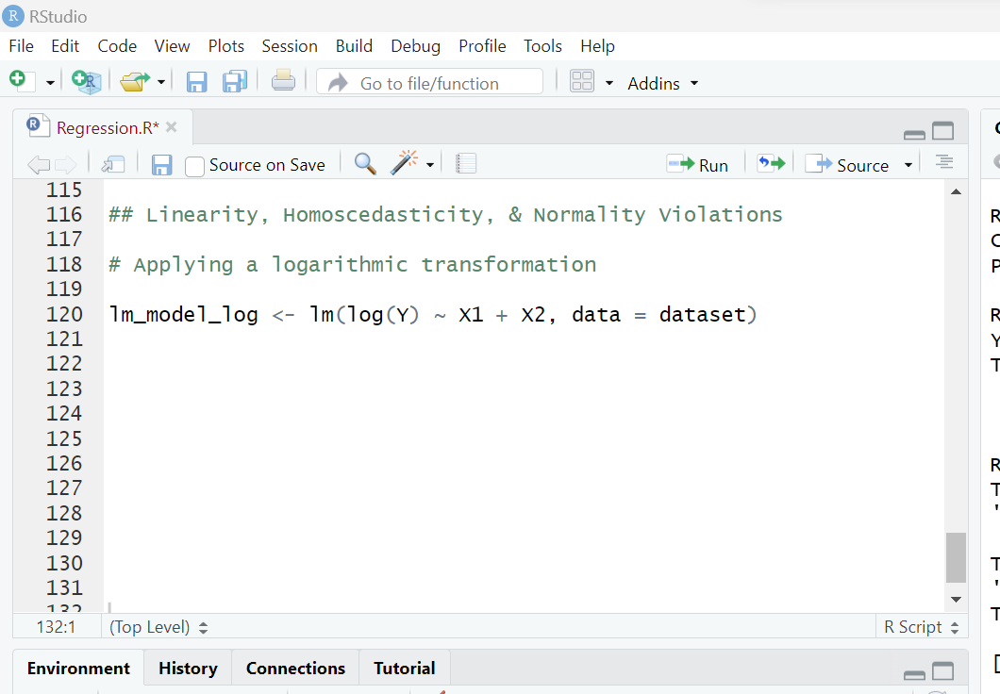 R RStudio
File Edit Code View Plots Session Build Debug Profile Tools Help
R Go to file/function Addins
R Regression.R*
Source on Save Run Source
115
116 ## Linearity, Homoscedasticity, & Normality Violations
117
118 # Applying a logarithmic transformation
119
120 lm_model_log <- lm(log(Y) ~ X1 + X2, data = dataset)
121
122
123
124
125
126
127
128
129
130
131
132
132:1 (Top Level) R Script
Environment History Connections Tutorial